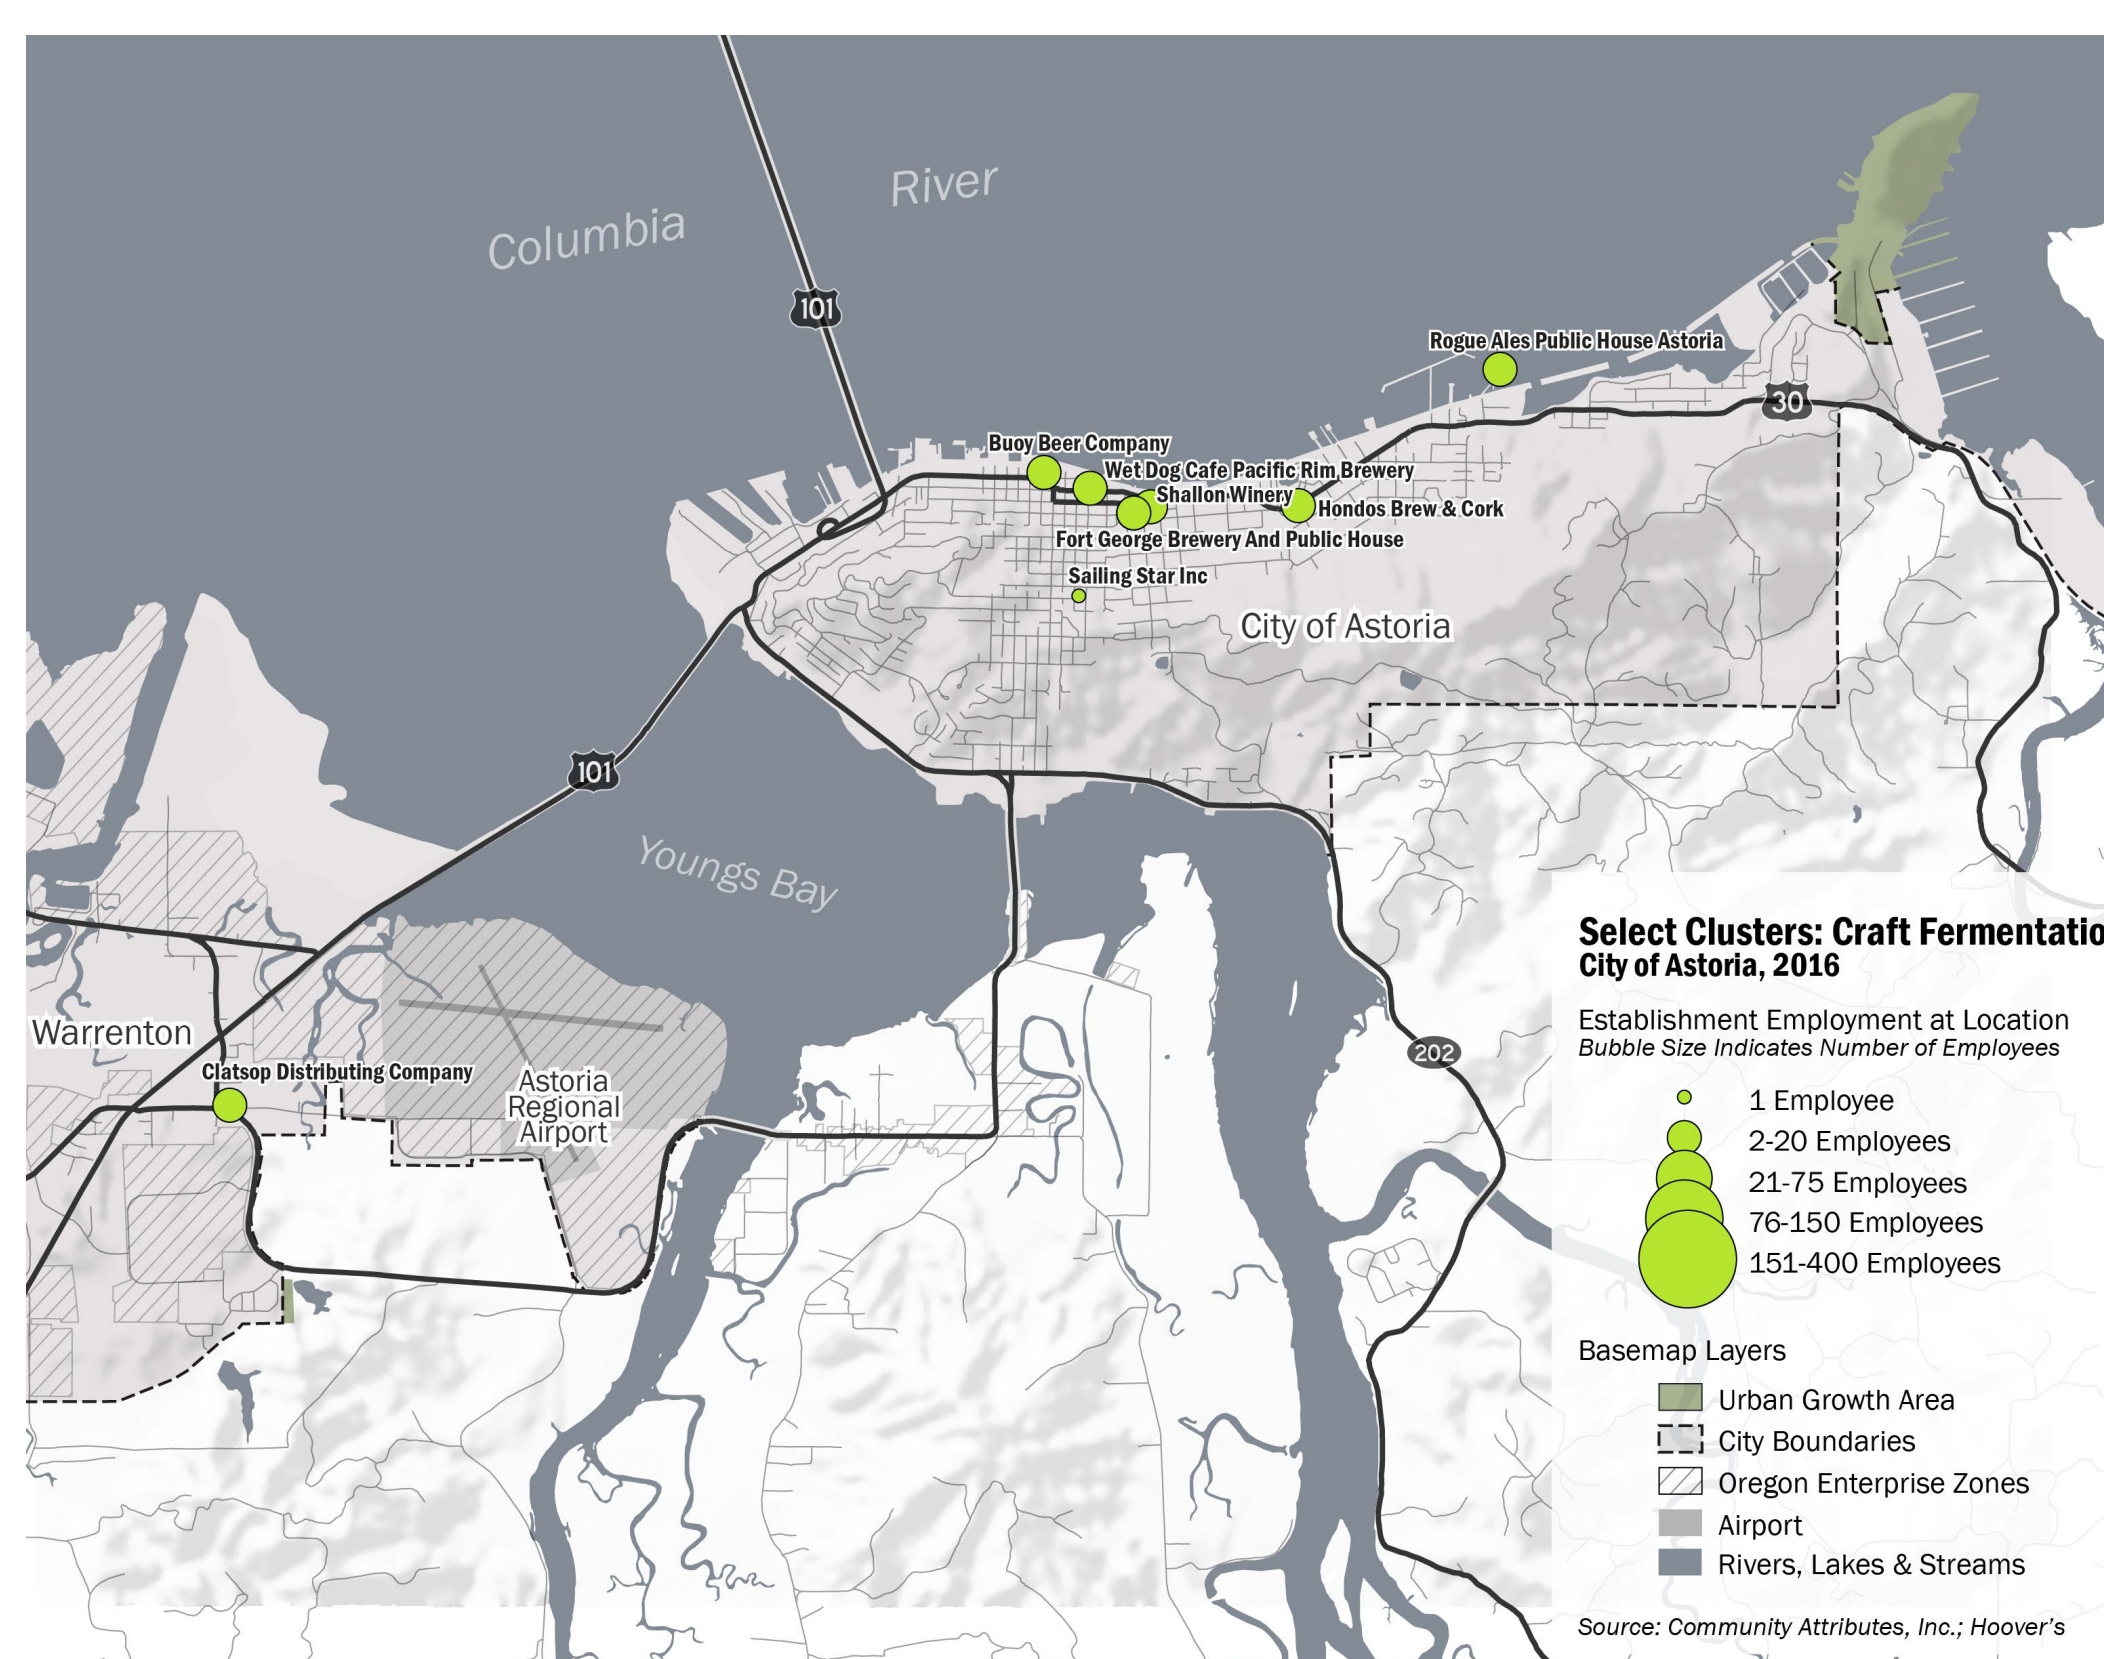 River
Columbia
101
Rogue Ales Public House Astoria
30
Buoy Beer Company
Wet Dog Cafe Pacific Rim Brewery
Shallon Winery
Hondos Brew & Cork
Fort George Brewery And Public House
Sailing Star Inc
City of Astoria
101
Youngs Bay
Warrenton
Clatsop Distributing Company
Astoria
Regional
Airport
202
Select Clusters: Craft Fermentatio
City of Astoria, 2016
Establishment Employment at Location
Bubble Size Indicates Number of Employees
1 Employee
2-20 Employees
21-75 Employees
76-150 Employees
151-400 Employees
Basemap Layers
Urban Growth Area
City Boundaries
Oregon Enterprise Zones
Airport
Rivers, Lakes & Streams
Source: Community Attributes, Inc.; Hoover's